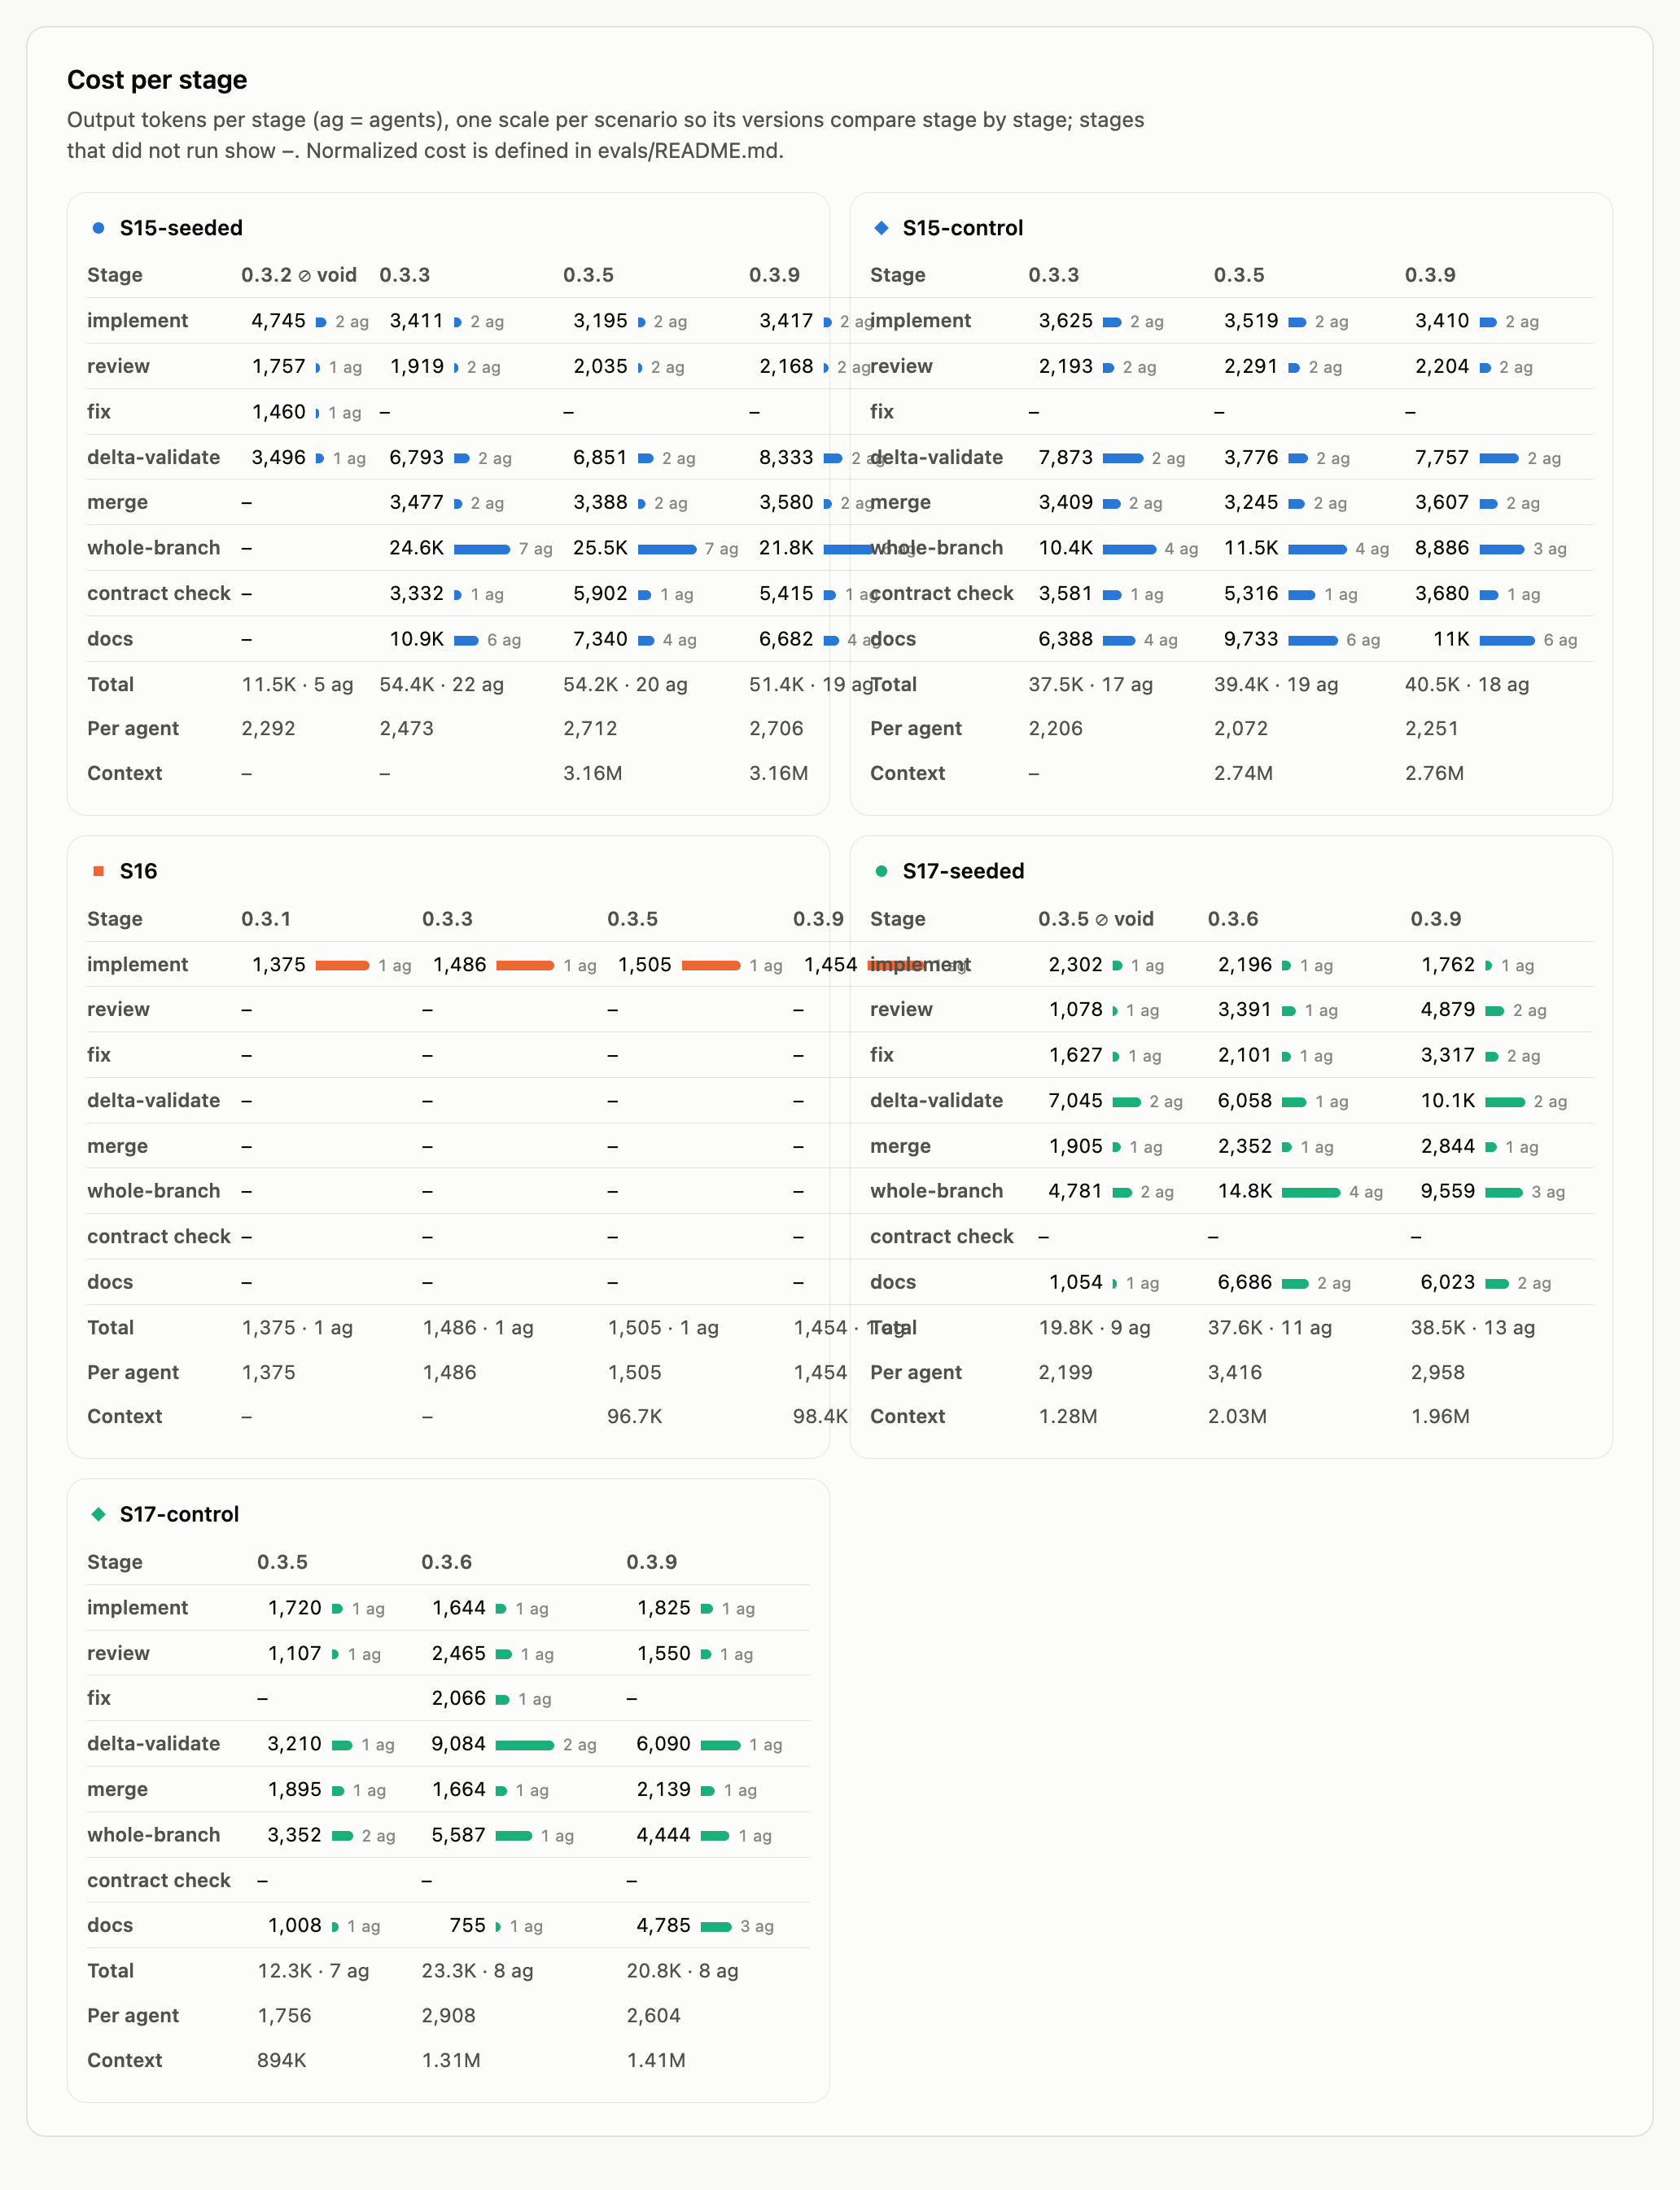 Cost per stage
Output tokens per stage (ag = agents), one scale per scenario so its versions compare stage by stage; stages
that did not run show –. Normalized cost is defined in evals/README.md.
S15-seeded
Stage 0.3.2 ⊘ void 0.3.3 0.3.5 0.3.9
implement 4,745 2 ag 3,411 2 ag 3,195 2 ag 3,417 2 ag
review 1,757 1 ag 1,919 2 ag 2,035 2 ag 2,168 2 ag
fix 1,460 1 ag – – –
delta-validate 3,496 1 ag 6,793 2 ag 6,851 2 ag 8,333 2 ag
merge – 3,477 2 ag 3,388 2 ag 3,580 2 ag
whole-branch – 24.6K 7 ag 25.5K 7 ag 21.8K ag
contract check – 3,332 1 ag 5,902 1 ag 5,415 1 ag
docs – 10.9K 6 ag 7,340 4 ag 6,682 4 ag
Total 11.5K · 5 ag 54.4K · 22 ag 54.2K · 20 ag 51.4K · 19 ag
Per agent 2,292 2,473 2,712 2,706
Context – – 3.16M 3.16M
S15-control
Stage 0.3.3 0.3.5 0.3.9
implement 3,625 2 ag 3,519 2 ag 3,410 2 ag
review 2,193 2 ag 2,291 2 ag 2,204 2 ag
fix – – –
delta-validate 7,873 2 ag 3,776 2 ag 7,757 2 ag
merge 3,409 2 ag 3,245 2 ag 3,607 2 ag
whole-branch 10.4K 4 ag 11.5K 4 ag 8,886 3 ag
contract check 3,581 1 ag 5,316 1 ag 3,680 1 ag
docs 6,388 4 ag 9,733 6 ag 11K 6 ag
Total 37.5K · 17 ag 39.4K · 19 ag 40.5K · 18 ag
Per agent 2,206 2,072 2,251
Context – 2.74M 2.76M
S16
Stage 0.3.1 0.3.3 0.3.5 0.3.9
implement 1,375 1 ag 1,486 1 ag 1,505 1 ag 1,454 1 ag
review – – – –
fix – – – –
delta-validate – – – –
merge – – – –
whole-branch – – – –
contract check – – – –
docs – – – –
Total 1,375 · 1 ag 1,486 · 1 ag 1,505 · 1 ag 1,454 · 1 ag
Per agent 1,375 1,486 1,505 1,454
Context – – 96.7K 98.4K
S17-seeded
Stage 0.3.5 ⊘ void 0.3.6 0.3.9
implement 2,302 1 ag 2,196 1 ag 1,762 1 ag
review 1,078 1 ag 3,391 1 ag 4,879 2 ag
fix 1,627 1 ag 2,101 1 ag 3,317 2 ag
delta-validate 7,045 2 ag 6,058 1 ag 10.1K 2 ag
merge 1,905 1 ag 2,352 1 ag 2,844 1 ag
whole-branch 4,781 2 ag 14.8K 4 ag 9,559 3 ag
contract check – – –
docs 1,054 1 ag 6,686 2 ag 6,023 2 ag
Total 19.8K · 9 ag 37.6K · 11 ag 38.5K · 13 ag
Per agent 2,199 3,416 2,958
Context 1.28M 2.03M 1.96M
S17-control
Stage 0.3.5 0.3.6 0.3.9
implement 1,720 1 ag 1,644 1 ag 1,825 1 ag
review 1,107 1 ag 2,465 1 ag 1,550 1 ag
fix – 2,066 1 ag –
delta-validate 3,210 1 ag 9,084 2 ag 6,090 1 ag
merge 1,895 1 ag 1,664 1 ag 2,139 1 ag
whole-branch 3,352 2 ag 5,587 1 ag 4,444 1 ag
contract check – – –
docs 1,008 1 ag 755 1 ag 4,785 3 ag
Total 12.3K · 7 ag 23.3K · 8 ag 20.8K · 8 ag
Per agent 1,756 2,908 2,604
Context 894K 1.31M 1.41M